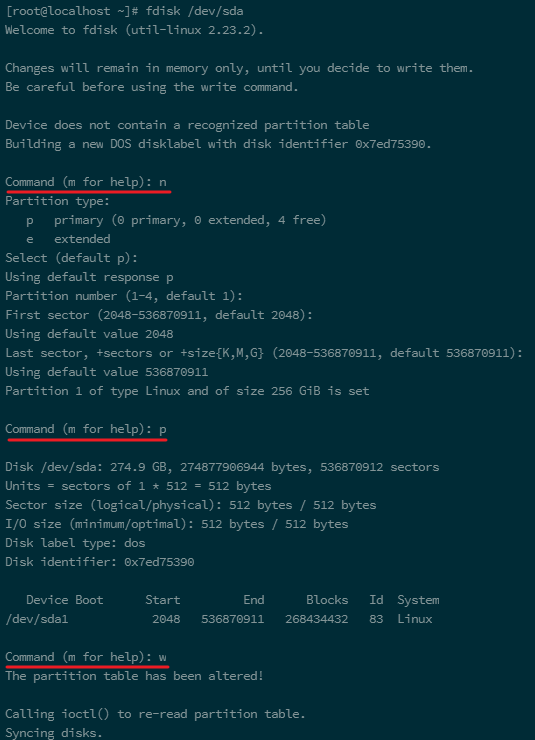 [root@localhost ~]# fdisk /dev/sda
Welcome to fdisk (util-linux 2.23.2).
Changes will remain in memory only, until you decide to write them.
Be careful before using the write command.
Device does not contain a recognized partition table
Building a new DOS disklabel with disk identifier 0x7ed75390.
Command (m for help): n
Partition type:
   p   primary (0 primary, 0 extended, 4 free)
   e   extended
Select (default p):
Using default response p
Partition number (1-4, default 1):
First sector (2048-536870911, default 2048):
Using default value 2048
Last sector, +sectors or +size{K,M,G} (2048-536870911, default 536870911):
Using default value 536870911
Partition 1 of type Linux and of size 256 GiB is set
Command (m for help): p
Disk /dev/sda: 274.9 GB, 274877906944 bytes, 536870912 sectors
Units = sectors of 1 * 512 = 512 bytes
Sector size (logical/physical): 512 bytes / 512 bytes
I/O size (minimum/optimal): 512 bytes / 512 bytes
Disk label type: dos
Disk identifier: 0x7ed75390
   Device Boot      Start         End      Blocks   Id  System
/dev/sda1            2048   536870911   268434432   83  Linux
Command (m for help): w
The partition table has been altered!
Calling ioctl() to re-read partition table.
Syncing disks.